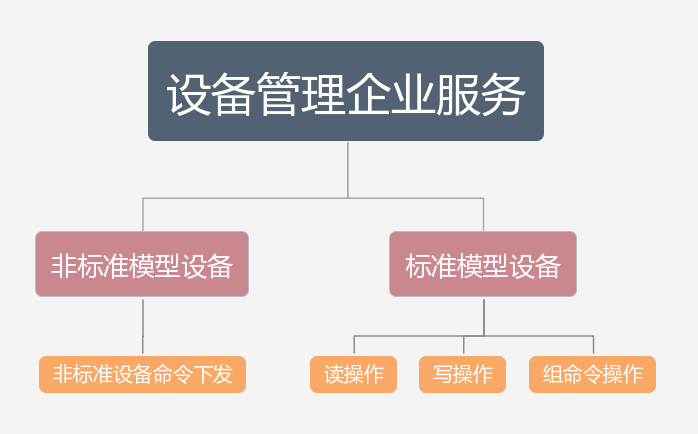 设备管理企业服务
非标准模型设备
标准模型设备
非标准设备命令下发
读操作
写操作
组命令操作